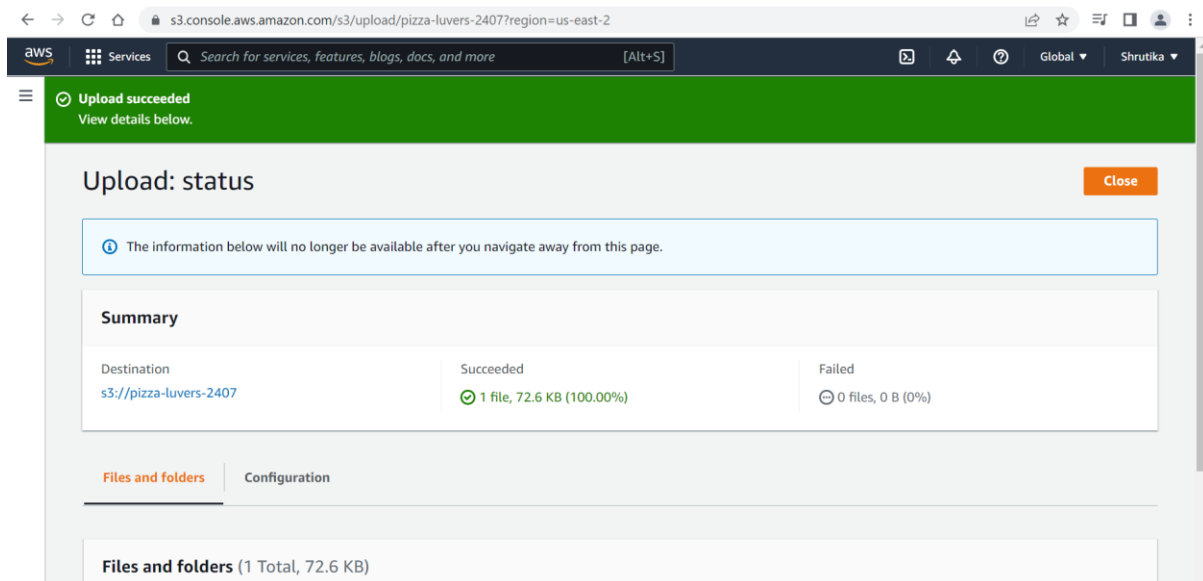 s3.console.aws.amazon.com/s3/upload/pizza-luvers-2407?region=us-east-2
aws Services Search for services, features, blogs, docs, and more [Alt+S] Global Shrutika
Upload succeeded
View details below.
Upload: status Close
The information below will no longer be available after you navigate away from this page.
Summary
Destination Succeeded Failed
s3://pizza-luvers-2407 1 file, 72.6 KB (100.00%) 0 files, 0 B (0%)
Files and folders Configuration
Files and folders (1 Total, 72.6 KB)